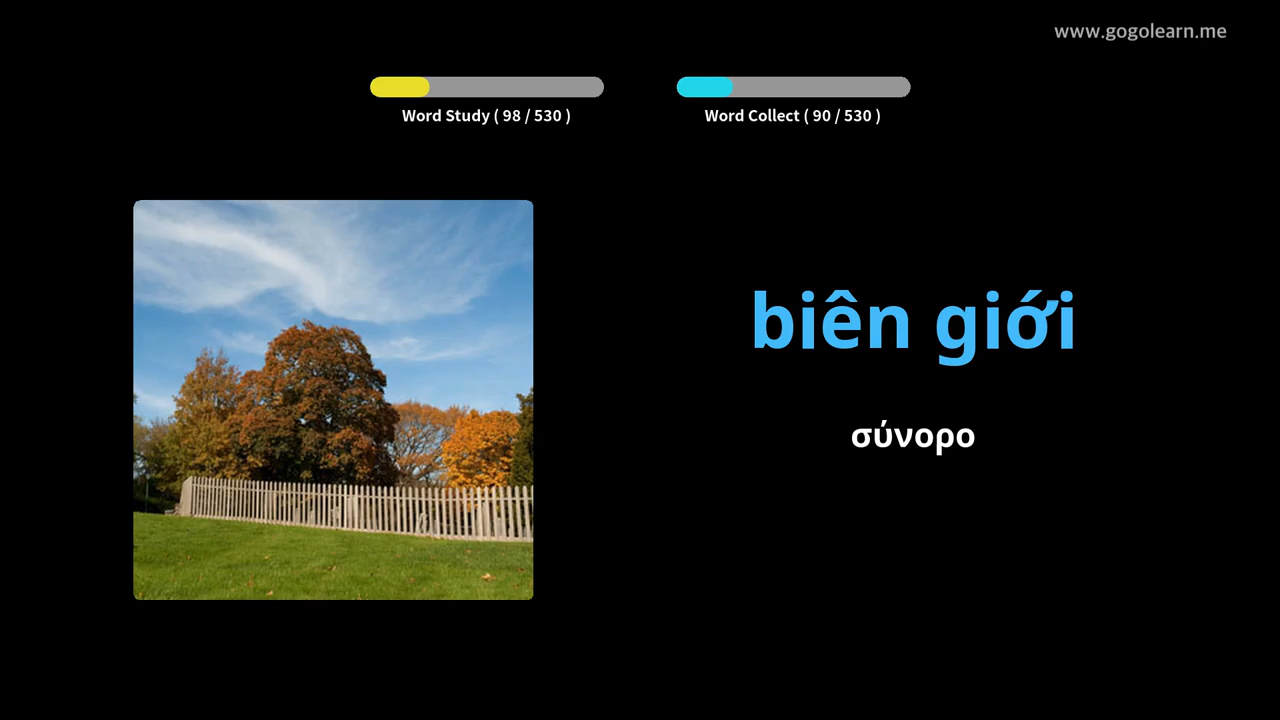 www.gogolearn.me
Word Study ( 98 / 530 )
Word Collect ( 90 / 530 )
biên giới
σύνορο